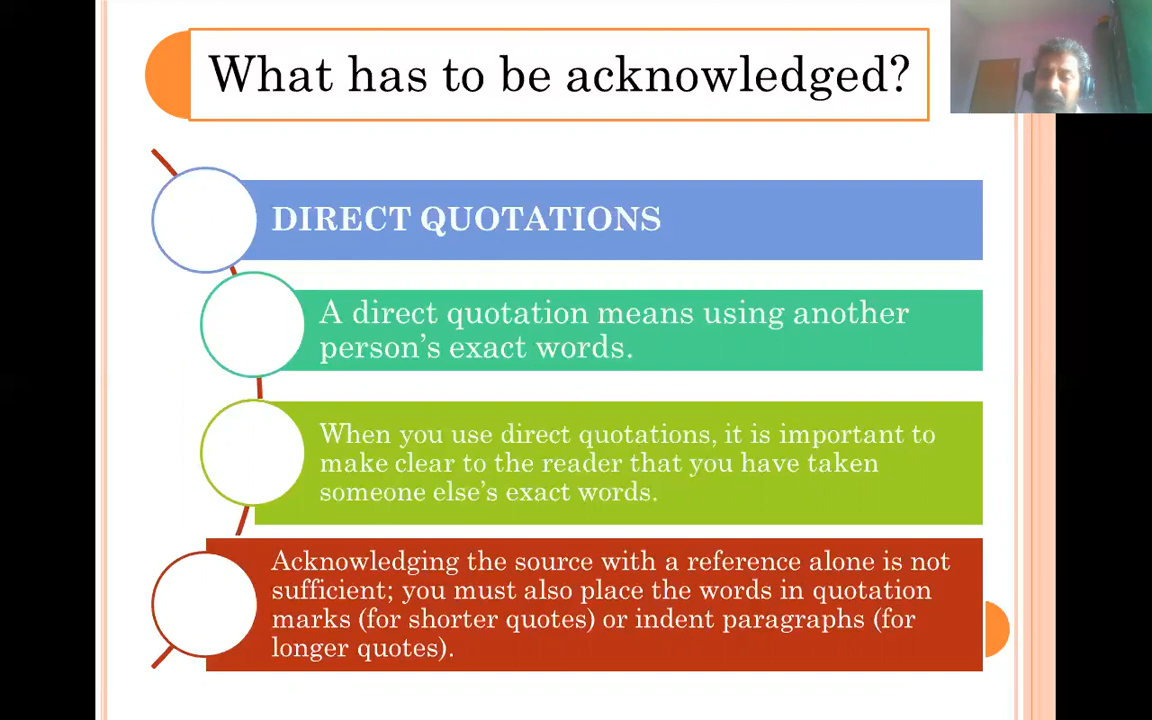 What has to be acknowledged?
DIRECT QUOTATIONS
A direct quotation means using another
person’s exact words.
When you use direct quotations, it is important to
make clear to the reader that you have taken
someone else’s exact words.
Acknowledging the source with a reference alone is not
sufficient; you must also place the words in quotation
marks (for shorter quotes) or indent paragraphs (for
longer quotes).